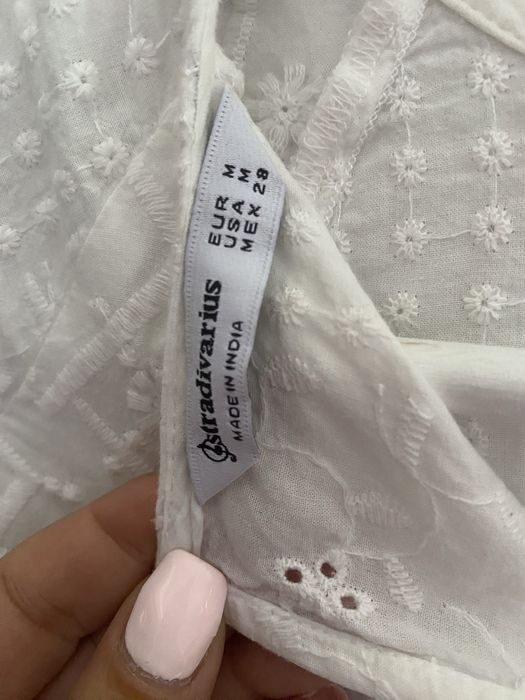 stradivarius
MADE IN INDIA
EUR M
USA M
MEX 28